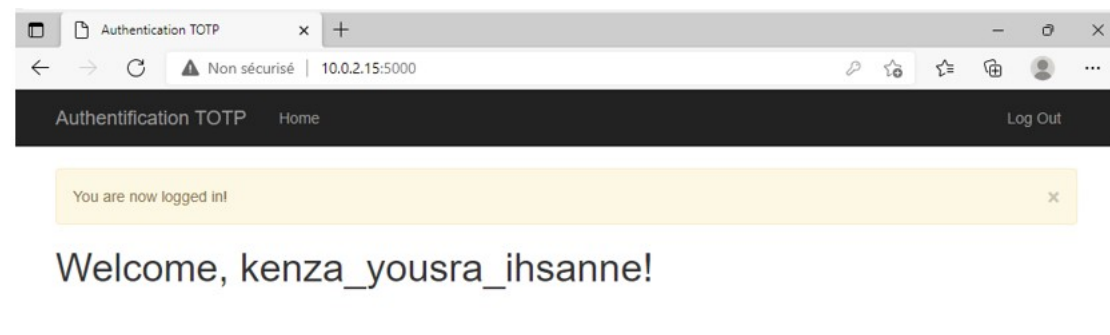 Authentication TOTP
Non sécurisé | 10.0.2.15:5000
Authentification TOTP Home Log Out
You are now logged in!
Welcome, kenza_yousra_ihsanne!